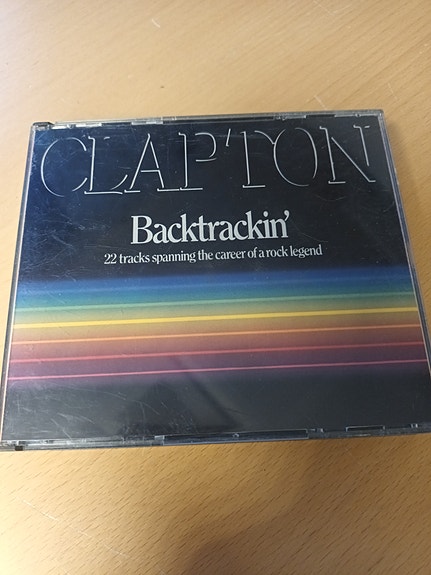 CLAPTON
Backtrackin'
22 tracks spanning the career of a rock legend